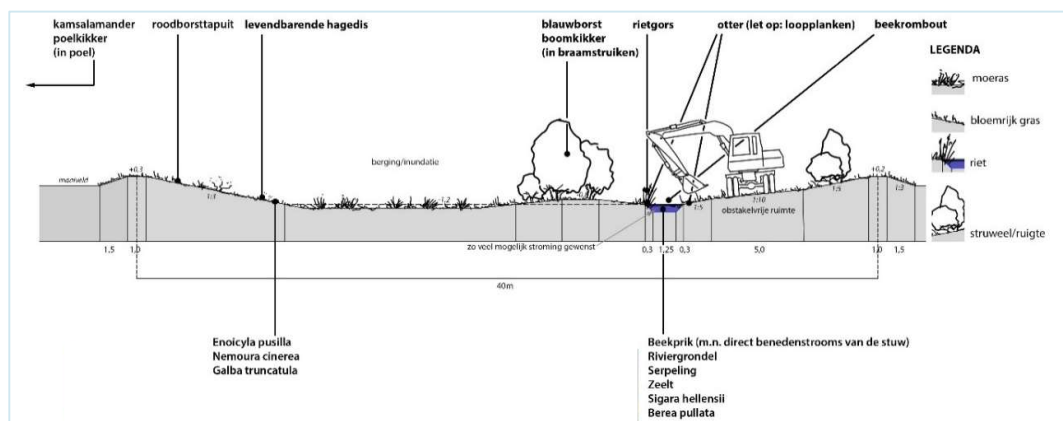 kamsalamander
poelkikker
(in poel)
roodborsttapuit
levendbarende hagedis
blauwborst
boomkikker
(in braamstruiken)
rietgors
otter (let op: loopplanken)
beekrombout
LEGENDA
moeras
bloemrijk gras
riet
struweel/ruigte
berging/inundatie
maaiveld
+0,3
1:5
1:10
1:5
+0,2
1:3
obstakelvrije ruimte
zo veel mogelijk stroming gewenst
1,5
1,0
0,3
1,25
0,3
5,0
1,0
1,5
40m
Enoicyla pusilla
Nemoura cinerea
Galba truncatula
Beekprik (m.n. direct benedenstrooms van de stuw)
Riviergrondel
Serpeling
Zeelt
Sigara hellensii
Berea pullata